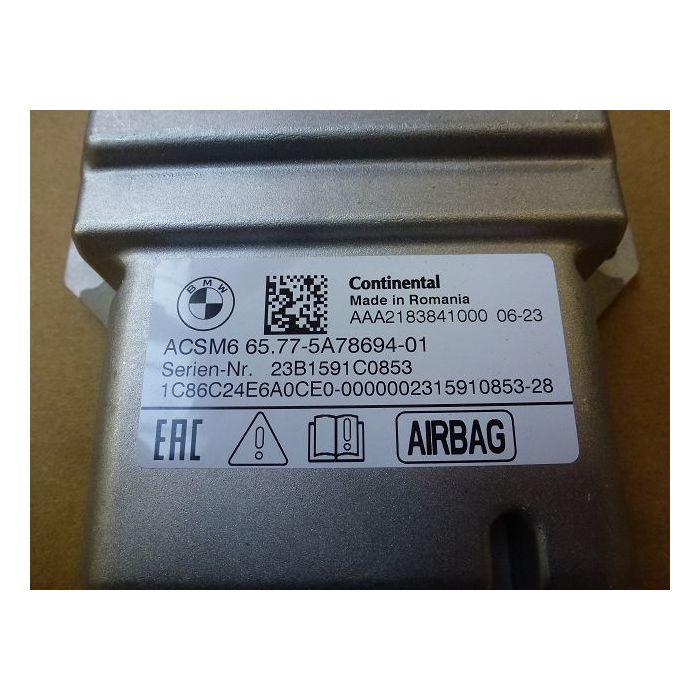 BMW
Continental
Made in Romania
AAA2183841000 06-23
ACSM6 65.77-5A78694-01
Serien-Nr. 23B1591C0853
1C86C24E6A0CE0-0000002315910853-28
EAC
AIRBAG